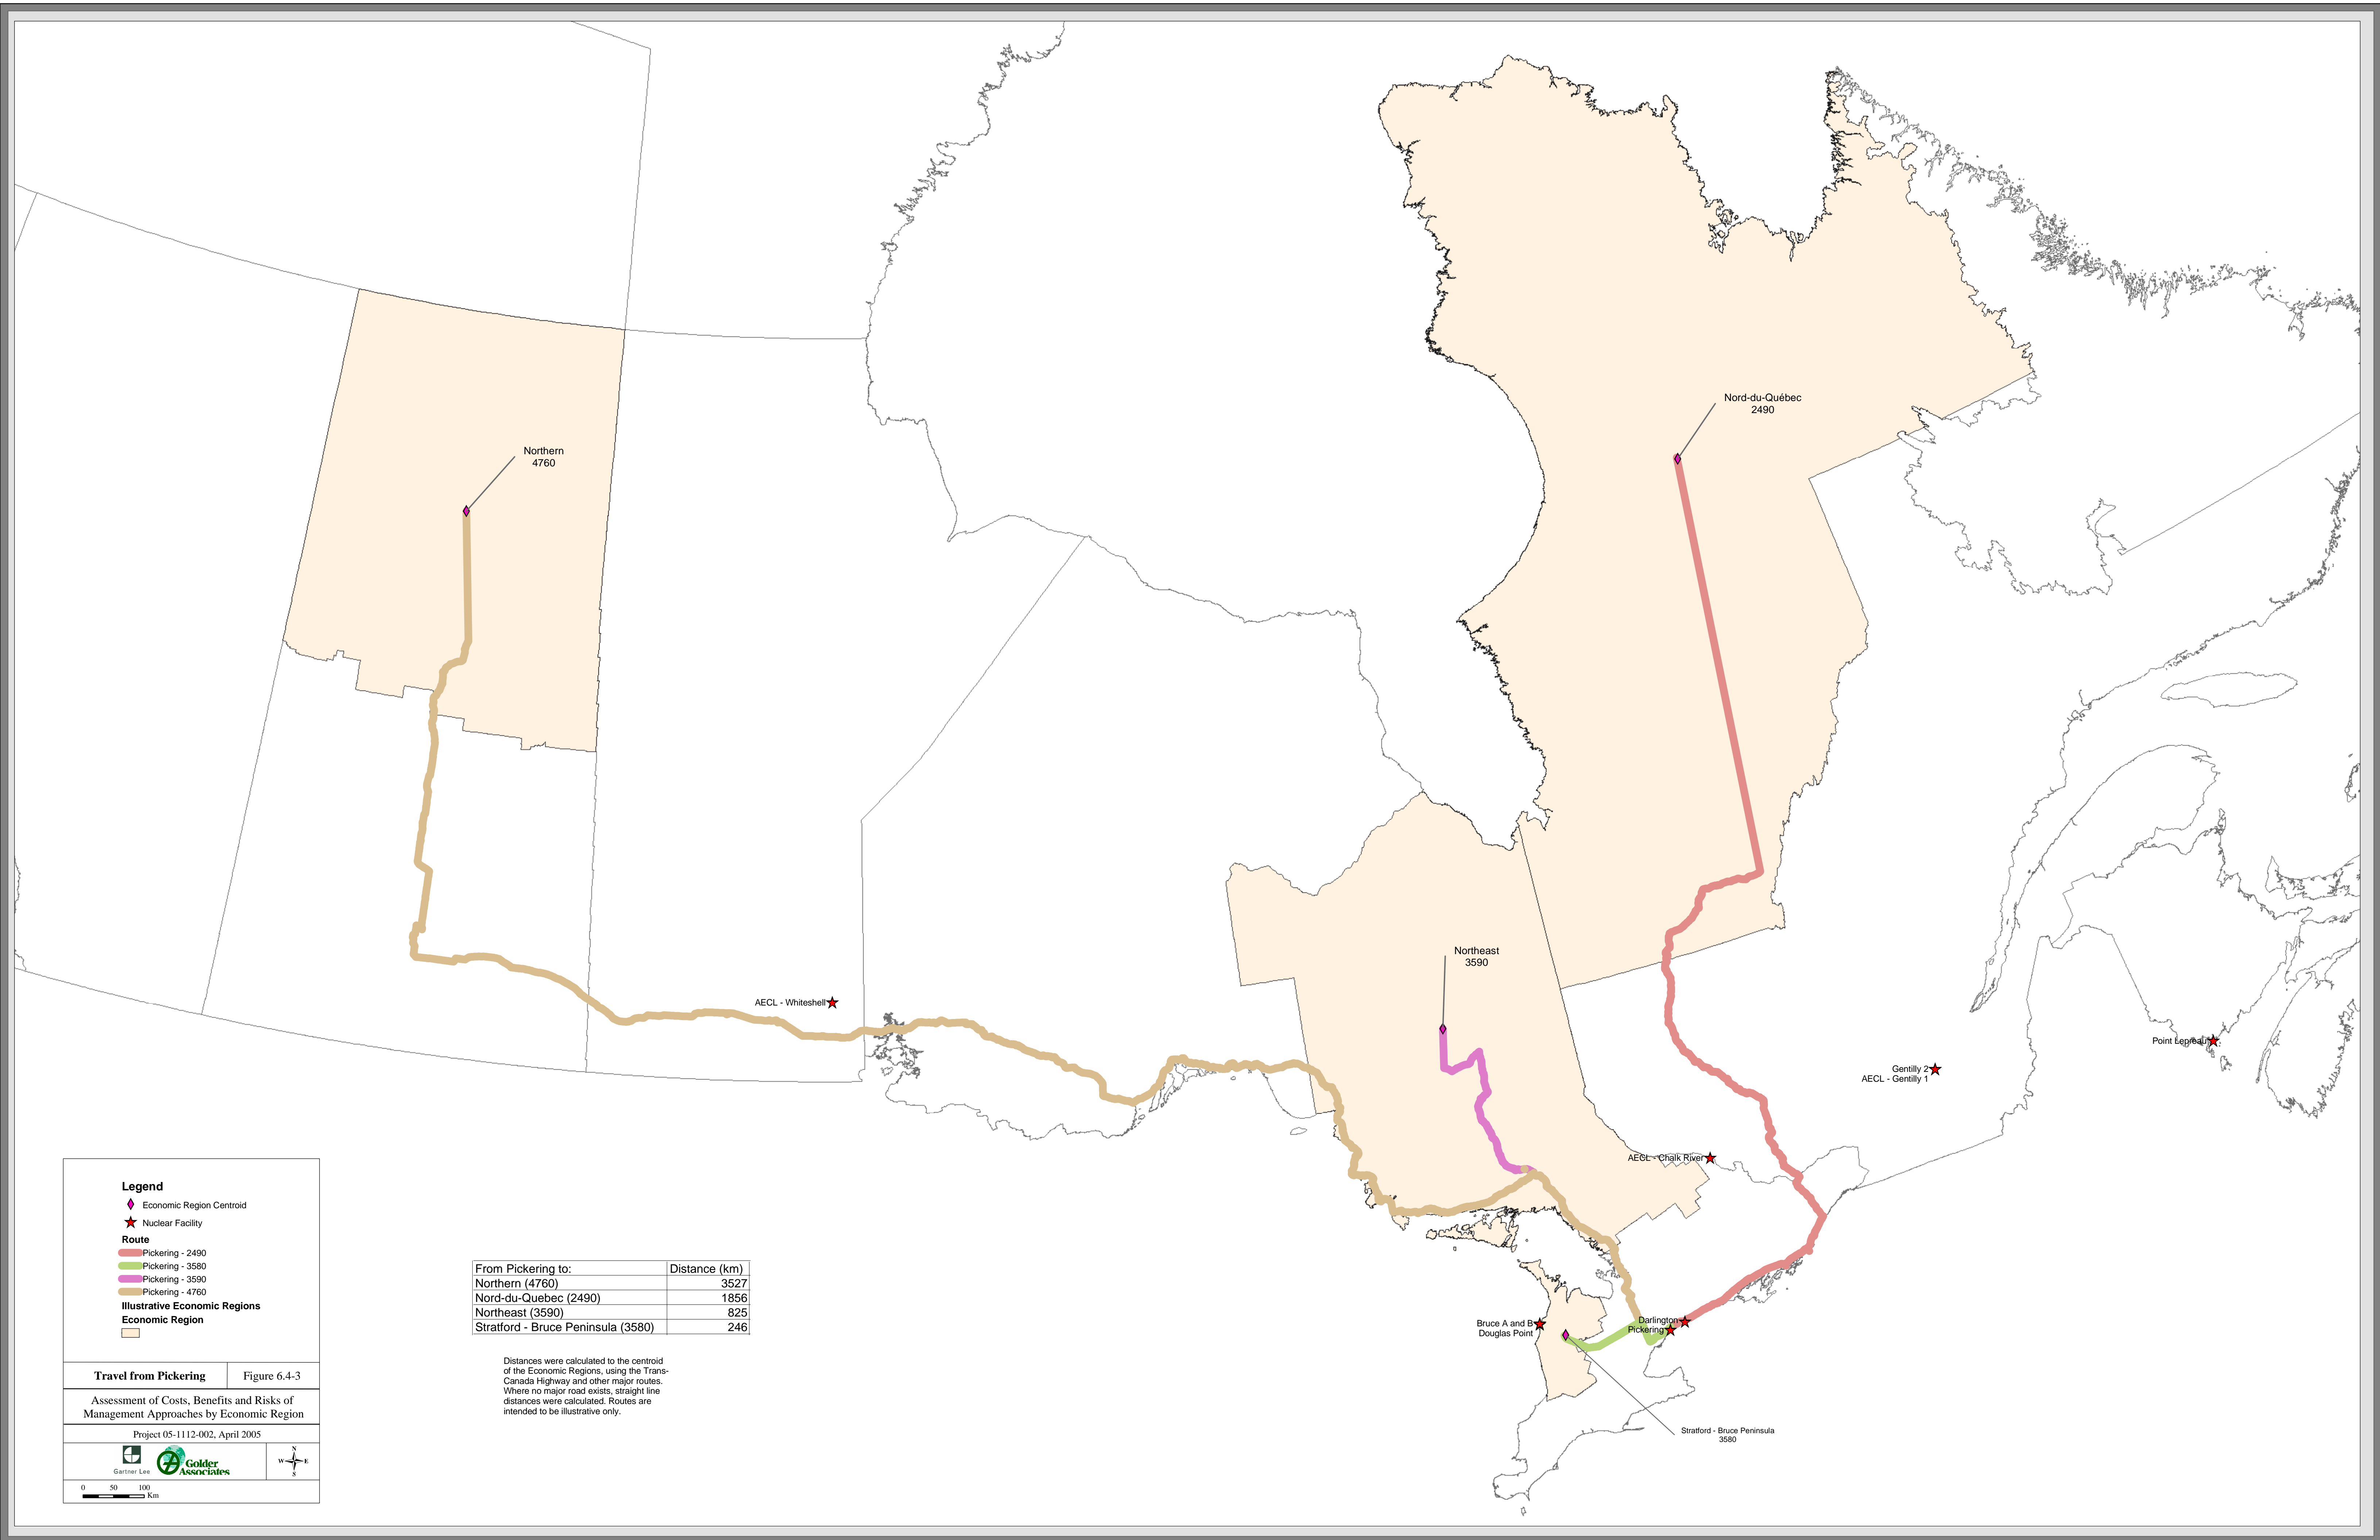 Nord-du-Québec
2490
Northern
4760
Northeast
3590
AECL - Whiteshell
Point Lepreau
Gentilly 2
AECL - Gentilly 1
AECL - Chalk River
Bruce A and B
Douglas Point
Darlington
Pickering
Stratford - Bruce Peninsula
3580
Legend
Economic Region Centroid
Nuclear Facility
Route
Pickering - 2490
Pickering - 3580
Pickering - 3590
Pickering - 4760
Illustrative Economic Regions
Economic Region
Travel from Pickering Figure 6.4-3
Assessment of Costs, Benefits and Risks of
Management Approaches by Economic Region
Project 05-1112-002, April 2005
Gartner Lee
Golder
Associates
N
W E
S
0 50 100
Km
From Pickering to: Distance (km)
Northern (4760) 3527
Nord-du-Quebec (2490) 1856
Northeast (3590) 825
Stratford - Bruce Peninsula (3580) 246
Distances were calculated to the centroid
of the Economic Regions, using the Trans-
Canada Highway and other major routes.
Where no major road exists, straight line
distances were calculated. Routes are
intended to be illustrative only.